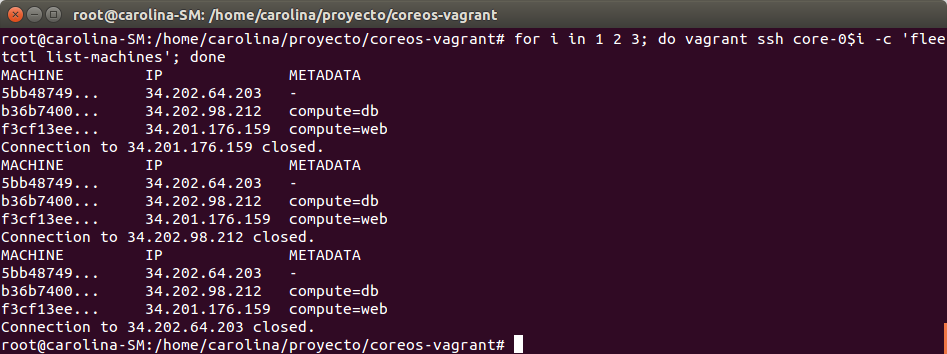 root@carolina-SM: /home/carolina/proyecto/coreos-vagrant
root@carolina-SM:/home/carolina/proyecto/coreos-vagrant# for i in 1 2 3; do vagrant ssh core-0$i -c 'flee
tctl list-machines'; done
MACHINE         IP              METADATA
5bb48749...     34.202.64.203   -
b36b7400...     34.202.98.212   compute=db
f3cf13ee...     34.201.176.159  compute=web
Connection to 34.201.176.159 closed.
MACHINE         IP              METADATA
5bb48749...     34.202.64.203   -
b36b7400...     34.202.98.212   compute=db
f3cf13ee...     34.201.176.159  compute=web
Connection to 34.202.98.212 closed.
MACHINE         IP              METADATA
5bb48749...     34.202.64.203   -
b36b7400...     34.202.98.212   compute=db
f3cf13ee...     34.201.176.159  compute=web
Connection to 34.202.64.203 closed.
root@carolina-SM:/home/carolina/proyecto/coreos-vagrant#